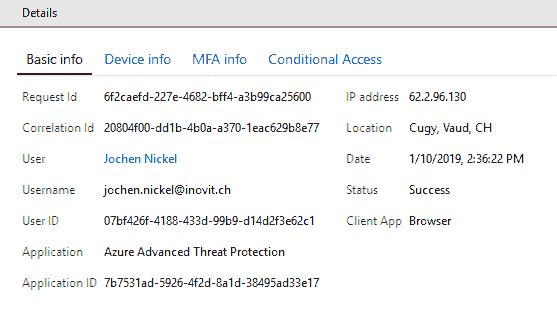 Details
Basic info Device info MFA info Conditional Access
Request Id 6f2caefd-227e-4682-bff4-a3b99ca25600 IP address 62.2.96.130
Correlation Id 20804f00-dd1b-4b0a-a370-1eac629b8e77 Location Cugy, Vaud, CH
User Jochen Nickel Date 1/10/2019, 2:36:22 PM
Username jochen.nickel@inovit.ch Status Success
User ID 07bf426f-4188-433d-99b9-d14d2f3e62c1 Client App Browser
Application Azure Advanced Threat Protection
Application ID 7b7531ad-5926-4f2d-8a1d-38495ad33e17